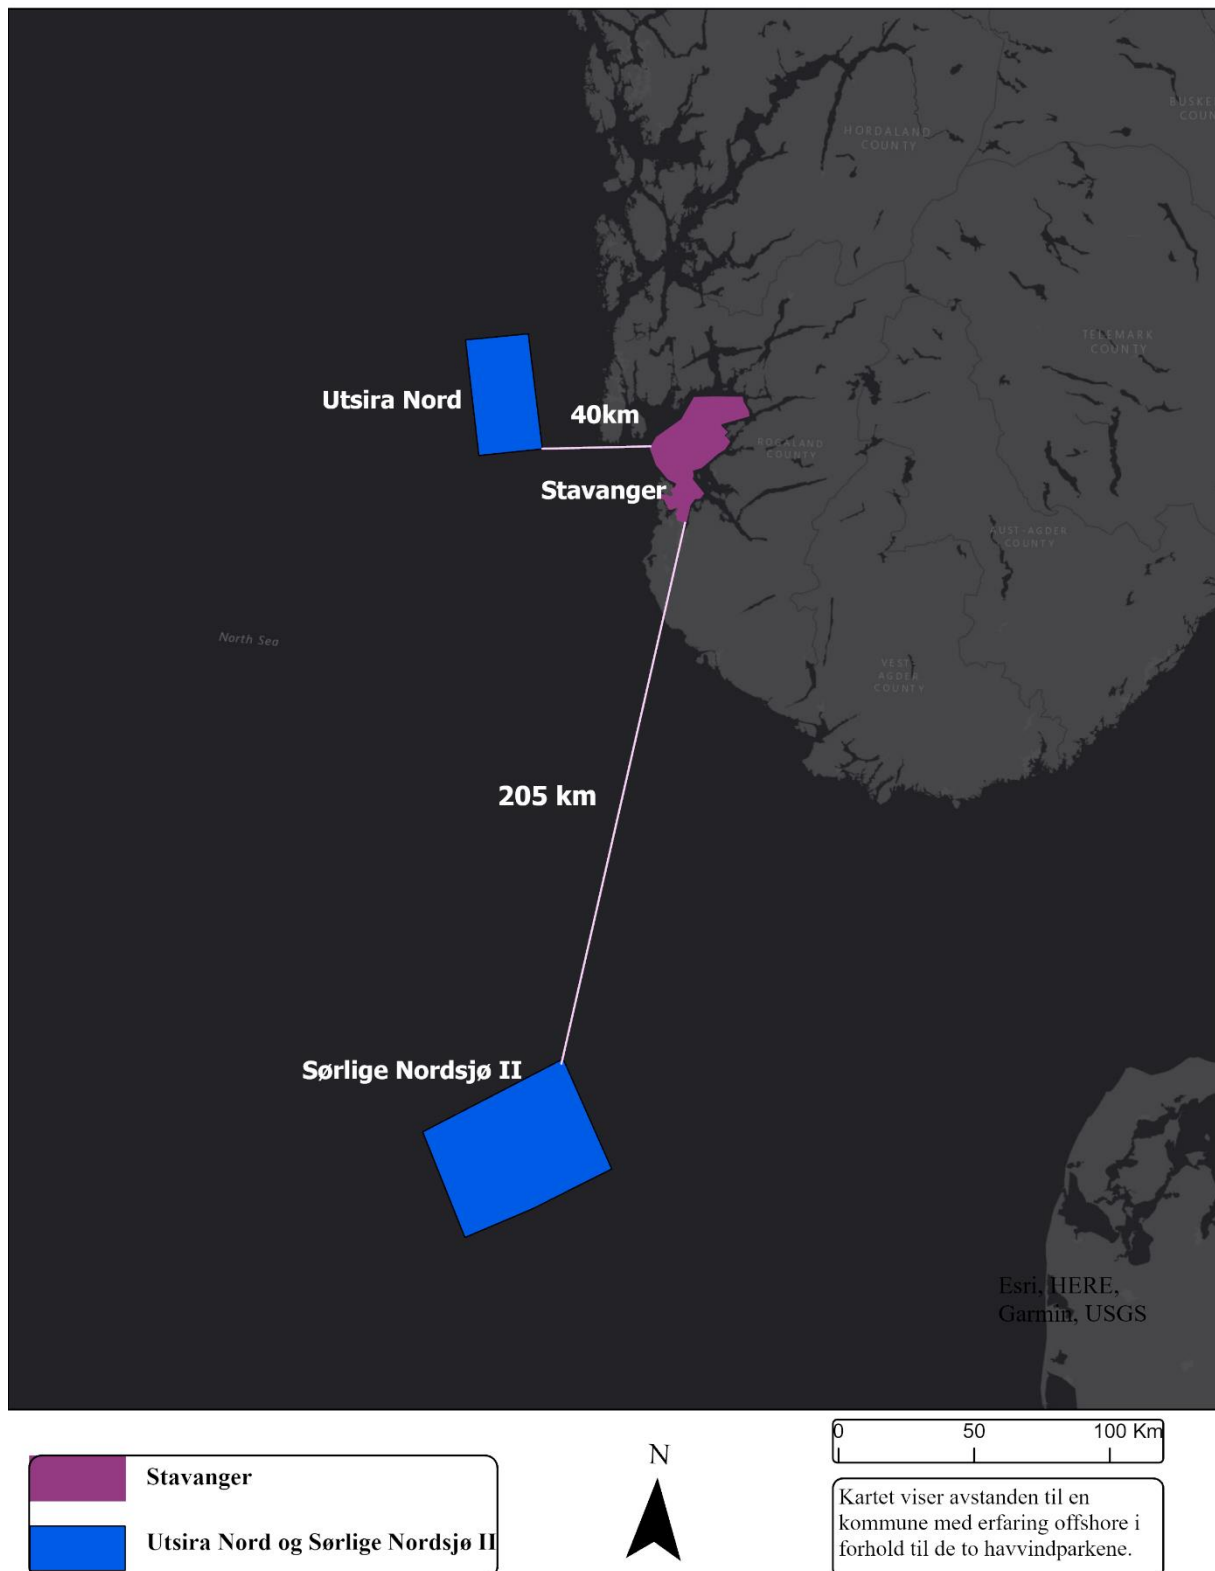 HORDALAND
COUNTY
TELEMARK
COUNTY
Utsira Nord
40km
ROGALAND
COUNTY
Stavanger
AUST-AGDER
COUNTY
North Sea
VEST-
AGDER
COUNTY
205 km
Sørlige Nordsjø II
Esri, HERE,
Garmin, USGS
Stavanger
Utsira Nord og Sørlige Nordsjø II
N
0 50 100 Km
Kartet viser avstanden til en
kommune med erfaring offshore i
forhold til de to havvindparkene.